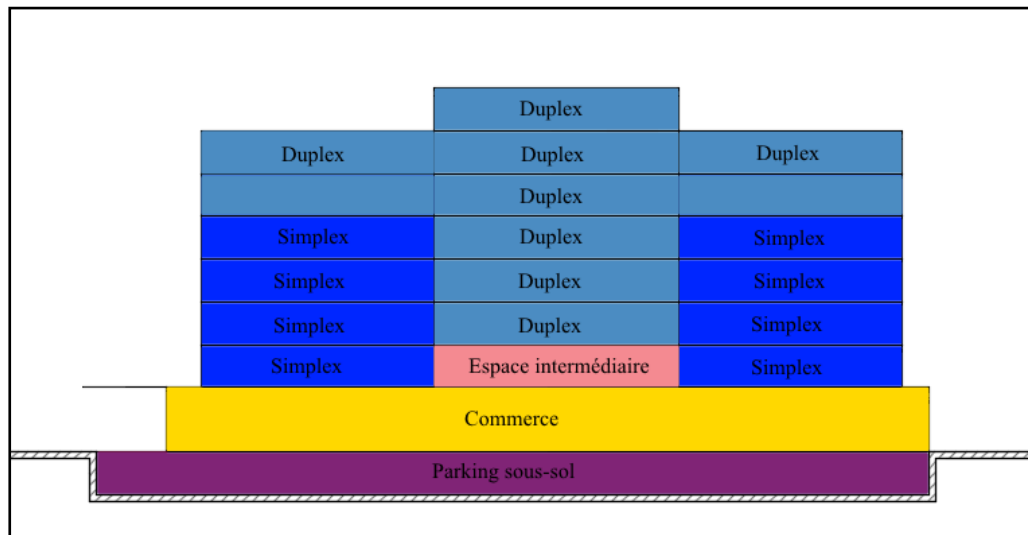 Duplex
Duplex Duplex Duplex
Duplex
Simplex Duplex Simplex
Simplex Duplex Simplex
Simplex Duplex Simplex
Simplex Espace intermédiaire Simplex
Commerce
Parking sous-sol